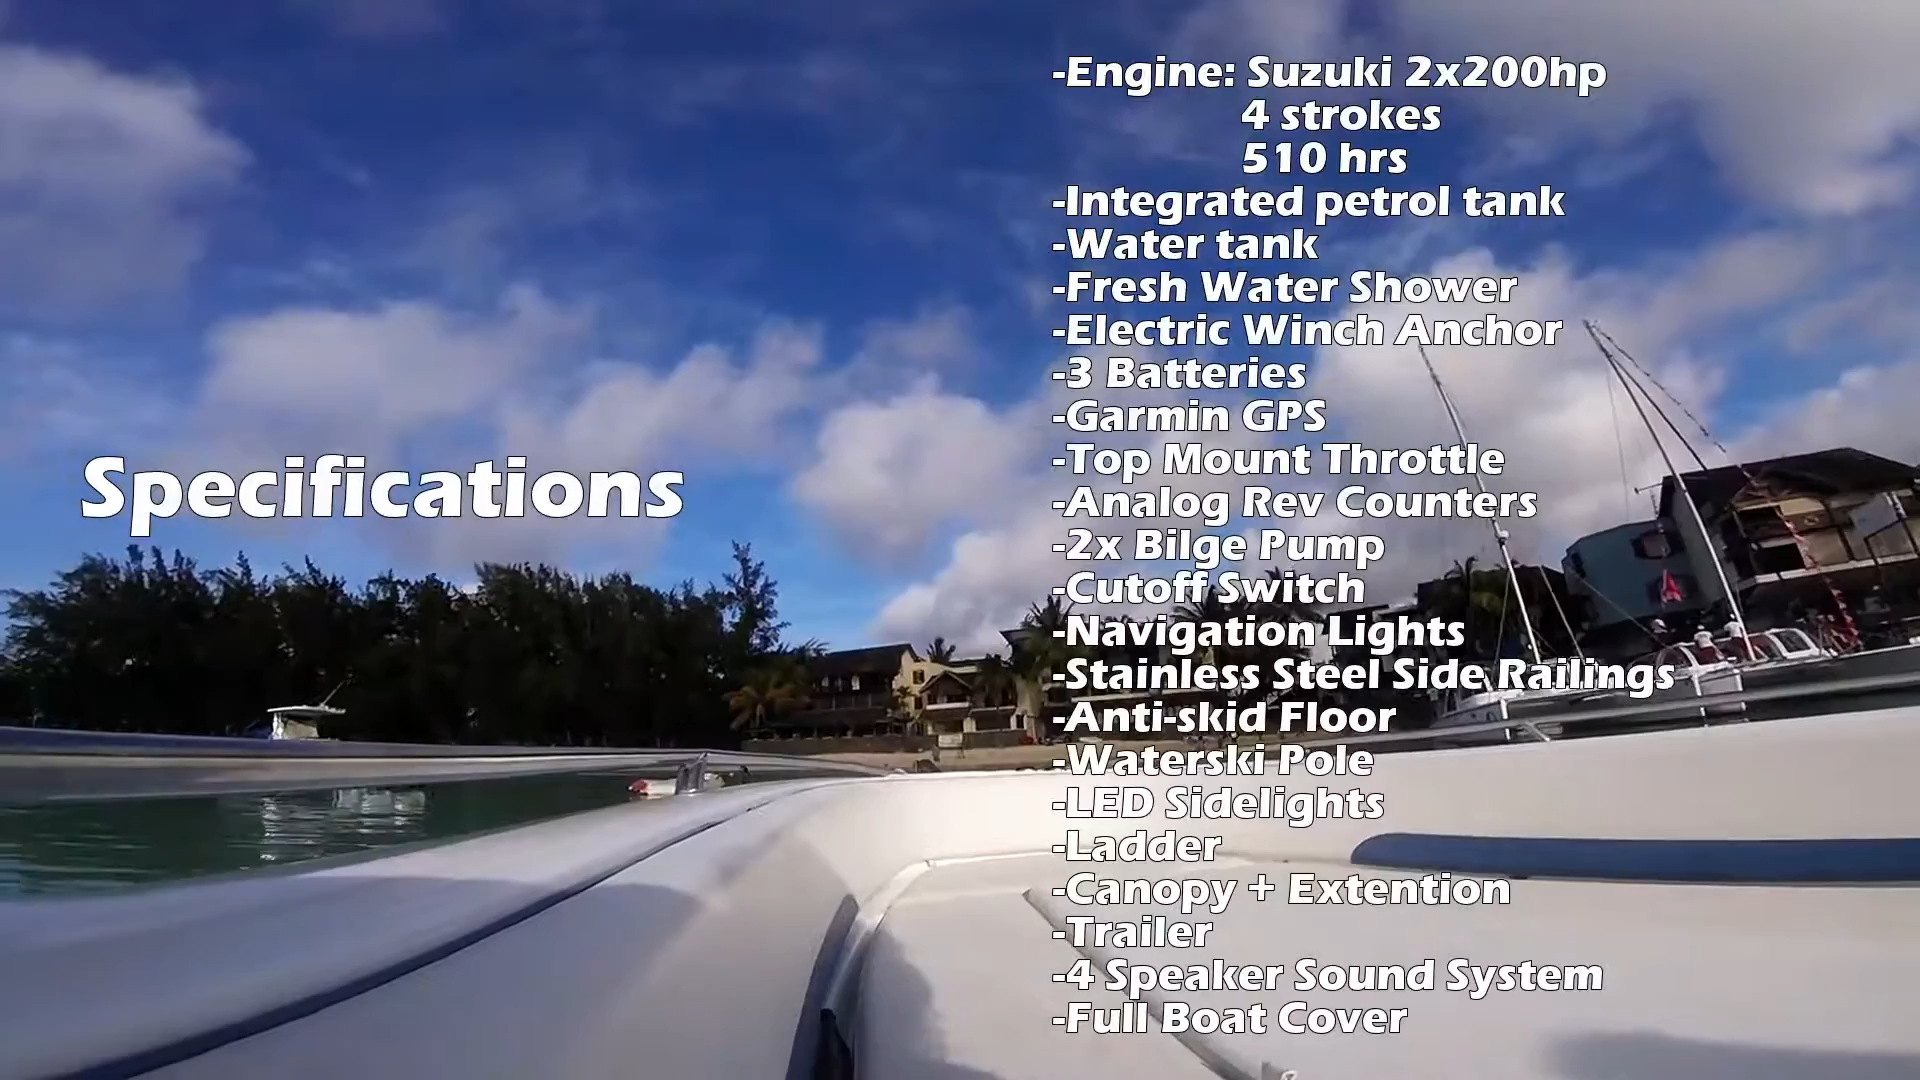 Specifications
-Engine: Suzuki 2x200hp
4 strokes
510 hrs
-Integrated petrol tank
-Water tank
-Fresh Water Shower
-Electric Winch Anchor
-3 Batteries
-Garmin GPS
-Top Mount Throttle
-Analog Rev Counters
-2x Bilge Pump
-Cutoff Switch
-Navigation Lights
-Stainless Steel Side Railings
-Anti-skid Floor
-Waterski Pole
-LED Sidelights
-Ladder
-Canopy + Extention
-Trailer
-4 Speaker Sound System
-Full Boat Cover